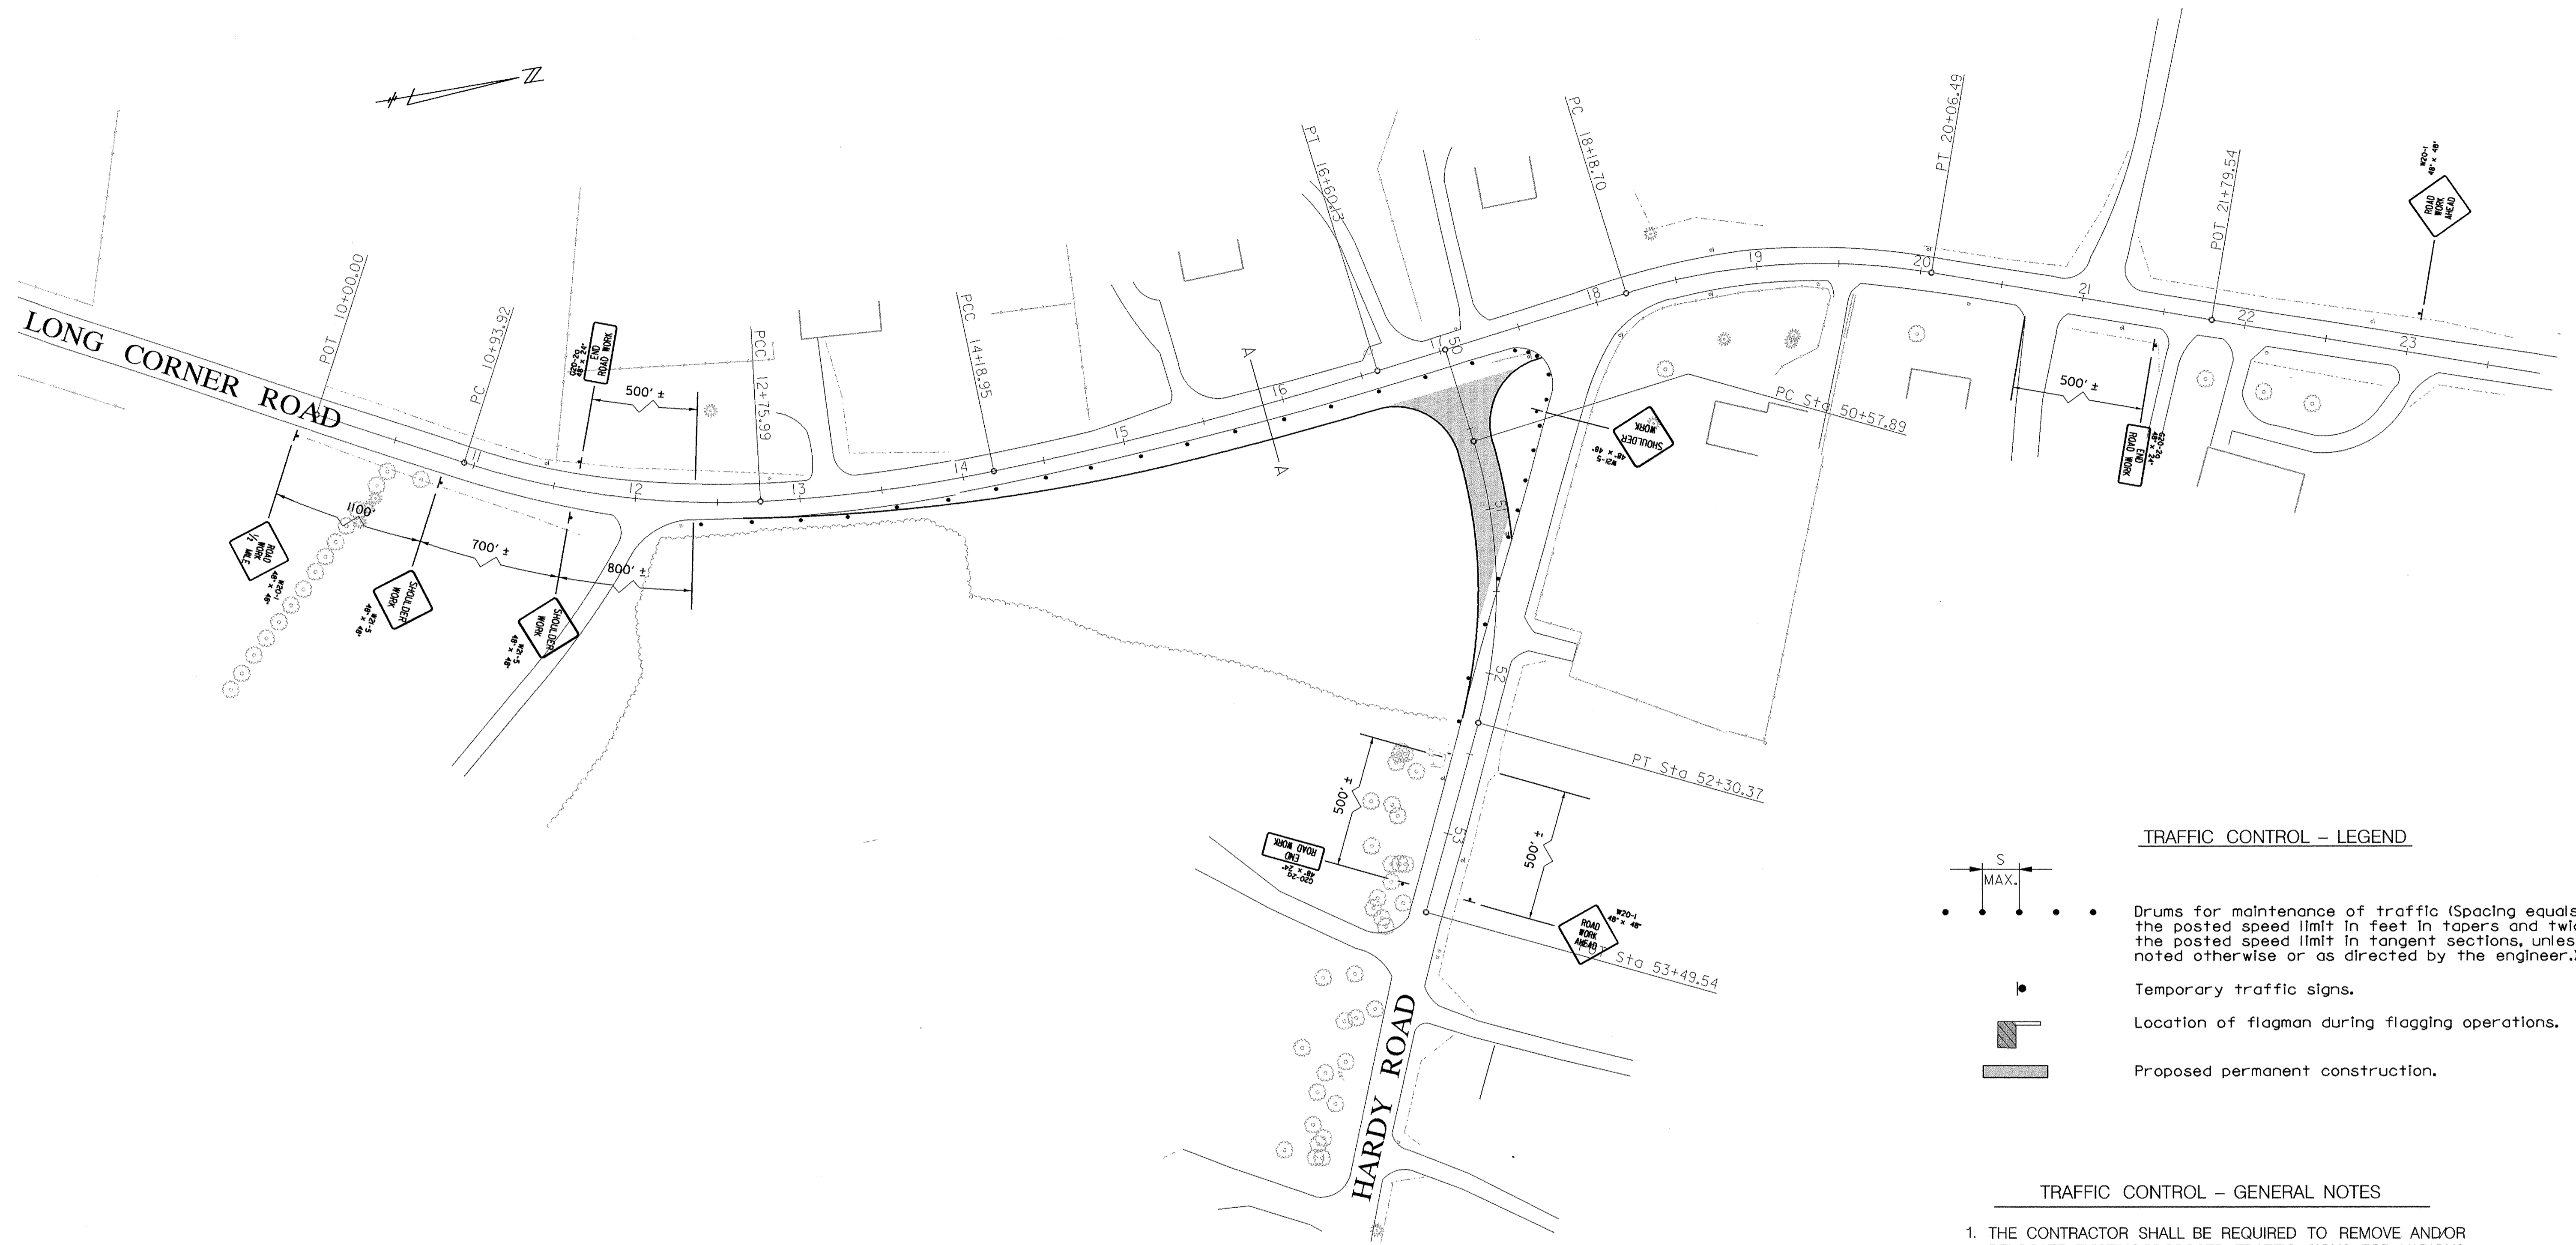 N
POT 10+00.00
PC 10+93.92
PCC 12+75.99
PCC 14+18.95
PT 16+60.13
PC 18+18.70
PT 20+06.49
POT 21+79.54
W20-1
48" x 48"
ROAD
WORK
AHEAD
LONG CORNER ROAD
11
12
13
14
15
16
17
18
19
20
21
22
23
50
51
52
53
G20-2a
48" x 24"
END
ROAD WORK
500' ±
A
A
PC Sta 50+57.89
SHOULDER
WORK
W21-5
48" x 48"
500' ±
G20-2a
48" x 24"
END
ROAD WORK
1100'
700' ±
800' ±
ROAD
WORK
1/2 MILE
W20-1
48" x 48"
SHOULDER
WORK
W21-5
48" x 48"
SHOULDER
WORK
W21-5
48" x 48"
PT Sta 52+30.37
500' ±
END
ROAD WORK
G20-2a
48" x 24"
500' ±
W20-1
48" x 48"
ROAD
WORK
AHEAD
Sta 53+49.54
HARDY ROAD
TRAFFIC CONTROL – LEGEND
S
MAX.
Drums for maintenance of traffic (Spacing equals
the posted speed limit in feet in tapers and
the posted speed limit in tangent sections,
noted otherwise or as directed by the engineer.)
Temporary traffic signs.
Location of flagman during flagging operations.
Proposed permanent construction.
TRAFFIC CONTROL – GENERAL NOTES
1. THE CONTRACTOR SHALL BE REQUIRED TO REMOVE AND/OR